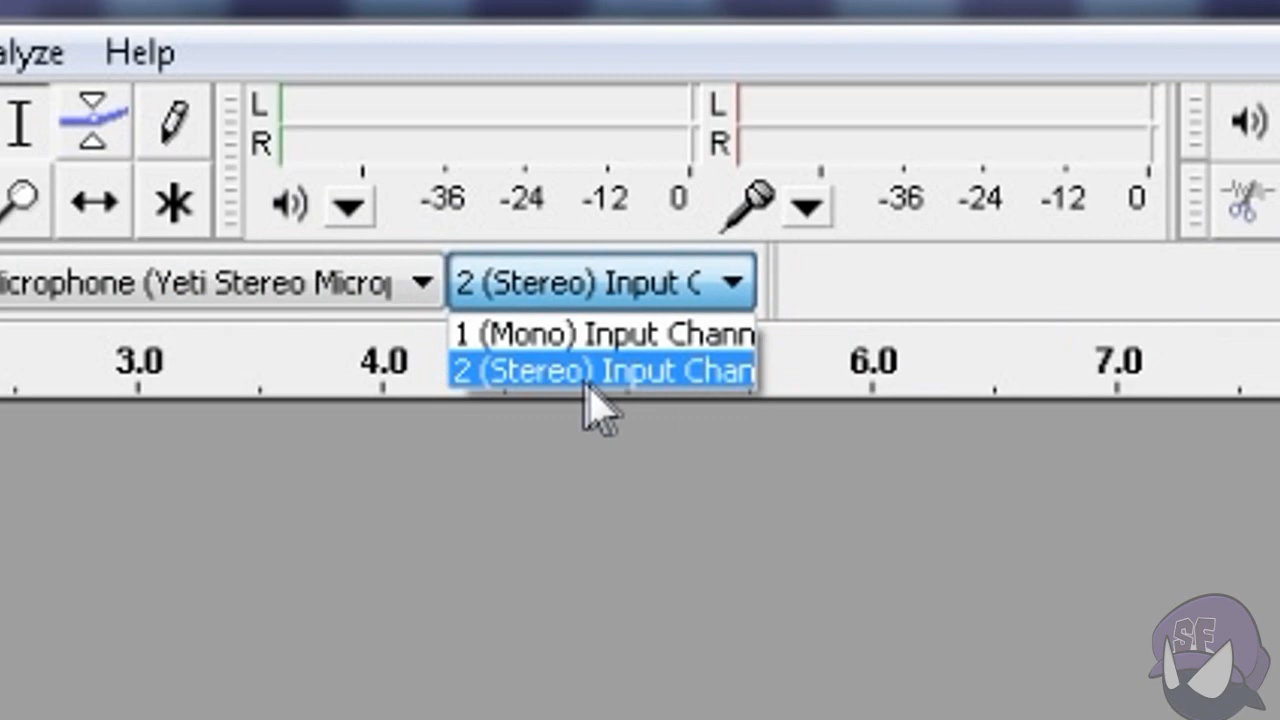 alyze Help
L
R
L
R
-36 -24 -12 0
-36 -24 -12 0
icrophone (Yeti Stereo Microp
2 (Stereo) Input C
1 (Mono) Input Chann
2 (Stereo) Input Chan
3.0 4.0 6.0 7.0
SF